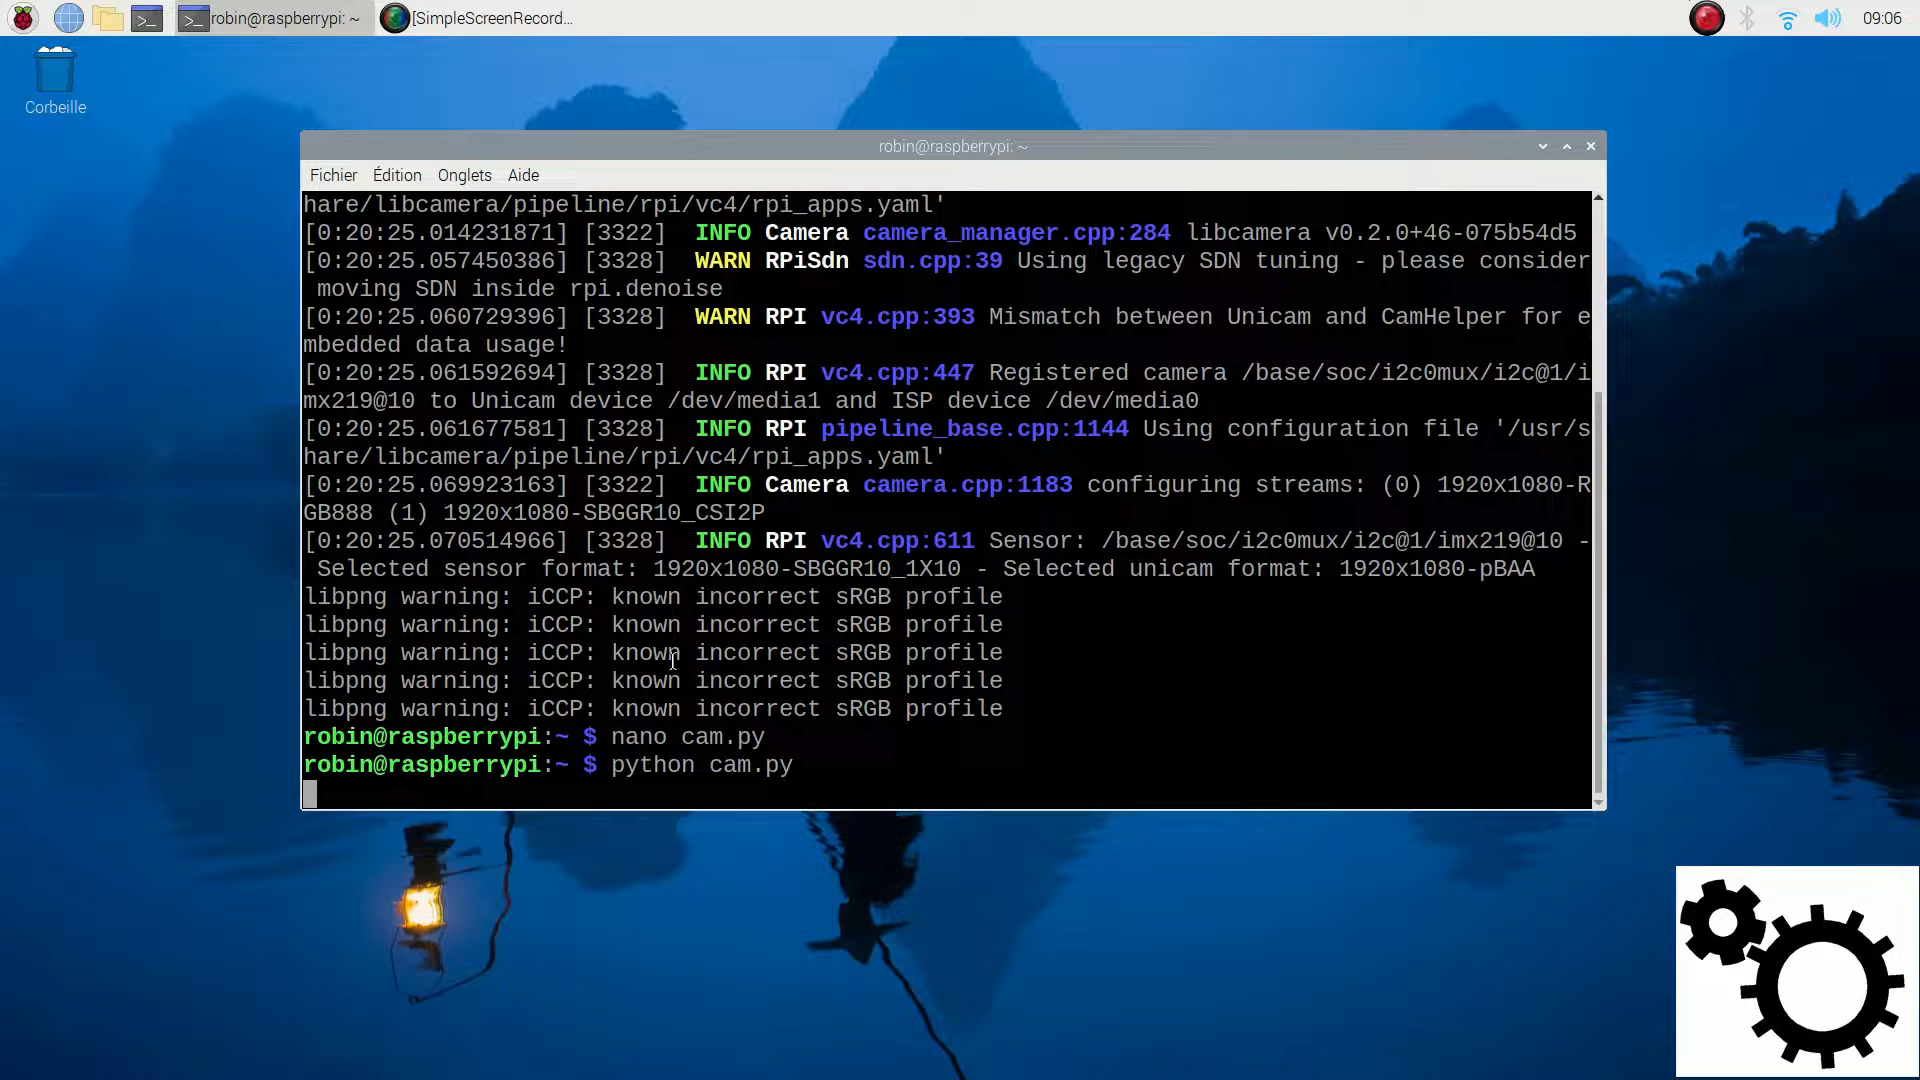 robin@raspberrypi: ~
[SimpleScreenRecord...
09:06
Corbeille
robin@raspberrypi: ~
Fichier Édition Onglets Aide
hare/libcamera/pipeline/rpi/vc4/rpi_apps.yaml'
[0:20:25.014231871] [3322]  INFO Camera camera_manager.cpp:284 libcamera v0.2.0+46-075b54d5
[0:20:25.057450386] [3328]  WARN RPiSdn sdn.cpp:39 Using legacy SDN tuning - please consider
 moving SDN inside rpi.denoise
[0:20:25.060729396] [3328]  WARN RPI vc4.cpp:393 Mismatch between Unicam and CamHelper for e
mbedded data usage!
[0:20:25.061592694] [3328]  INFO RPI vc4.cpp:447 Registered camera /base/soc/i2c0mux/i2c@1/i
mx219@10 to Unicam device /dev/media1 and ISP device /dev/media0
[0:20:25.061677581] [3328]  INFO RPI pipeline_base.cpp:1144 Using configuration file '/usr/s
hare/libcamera/pipeline/rpi/vc4/rpi_apps.yaml'
[0:20:25.069923163] [3322]  INFO Camera camera.cpp:1183 configuring streams: (0) 1920x1080-R
GB888 (1) 1920x1080-SBGGR10_CSI2P
[0:20:25.070514966] [3328]  INFO RPI vc4.cpp:611 Sensor: /base/soc/i2c0mux/i2c@1/imx219@10 -
 Selected sensor format: 1920x1080-SBGGR10_1X10 - Selected unicam format: 1920x1080-pBAA
libpng warning: iCCP: known incorrect sRGB profile
libpng warning: iCCP: known incorrect sRGB profile
libpng warning: iCCP: known incorrect sRGB profile
libpng warning: iCCP: known incorrect sRGB profile
libpng warning: iCCP: known incorrect sRGB profile
robin@raspberrypi:~ $ nano cam.py
robin@raspberrypi:~ $ python cam.py